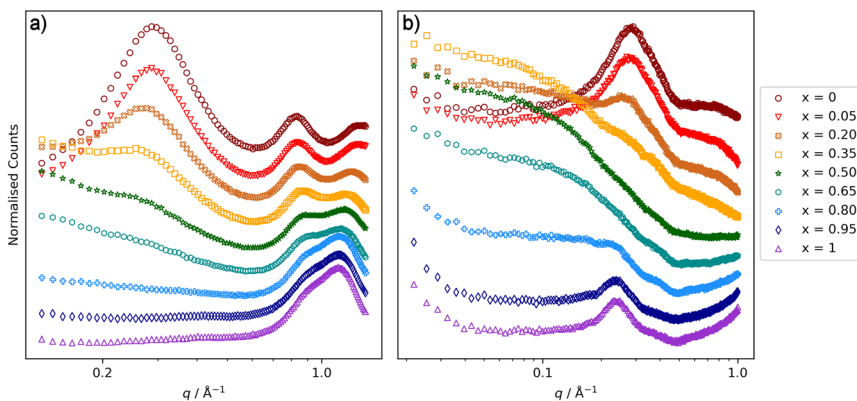 a)
b)
Normalised Counts
0.2
1.0
q / Å⁻¹
0.1
1.0
q / Å⁻¹
x = 0
x = 0.05
x = 0.20
x = 0.35
x = 0.50
x = 0.65
x = 0.80
x = 0.95
x = 1